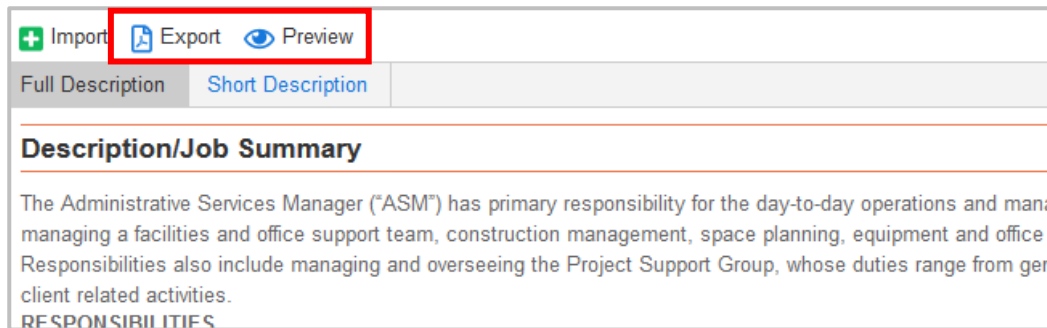 Import Export Preview
Full Description Short Description
Description/Job Summary
The Administrative Services Manager (“ASM”) has primary responsibility for the day-to-day operations and
managing a facilities and office support team, construction management, space planning, equipment and office
Responsibilities also include managing and overseeing the Project Support Group, whose duties range from
client related activities.
RESPONSIBILITIES